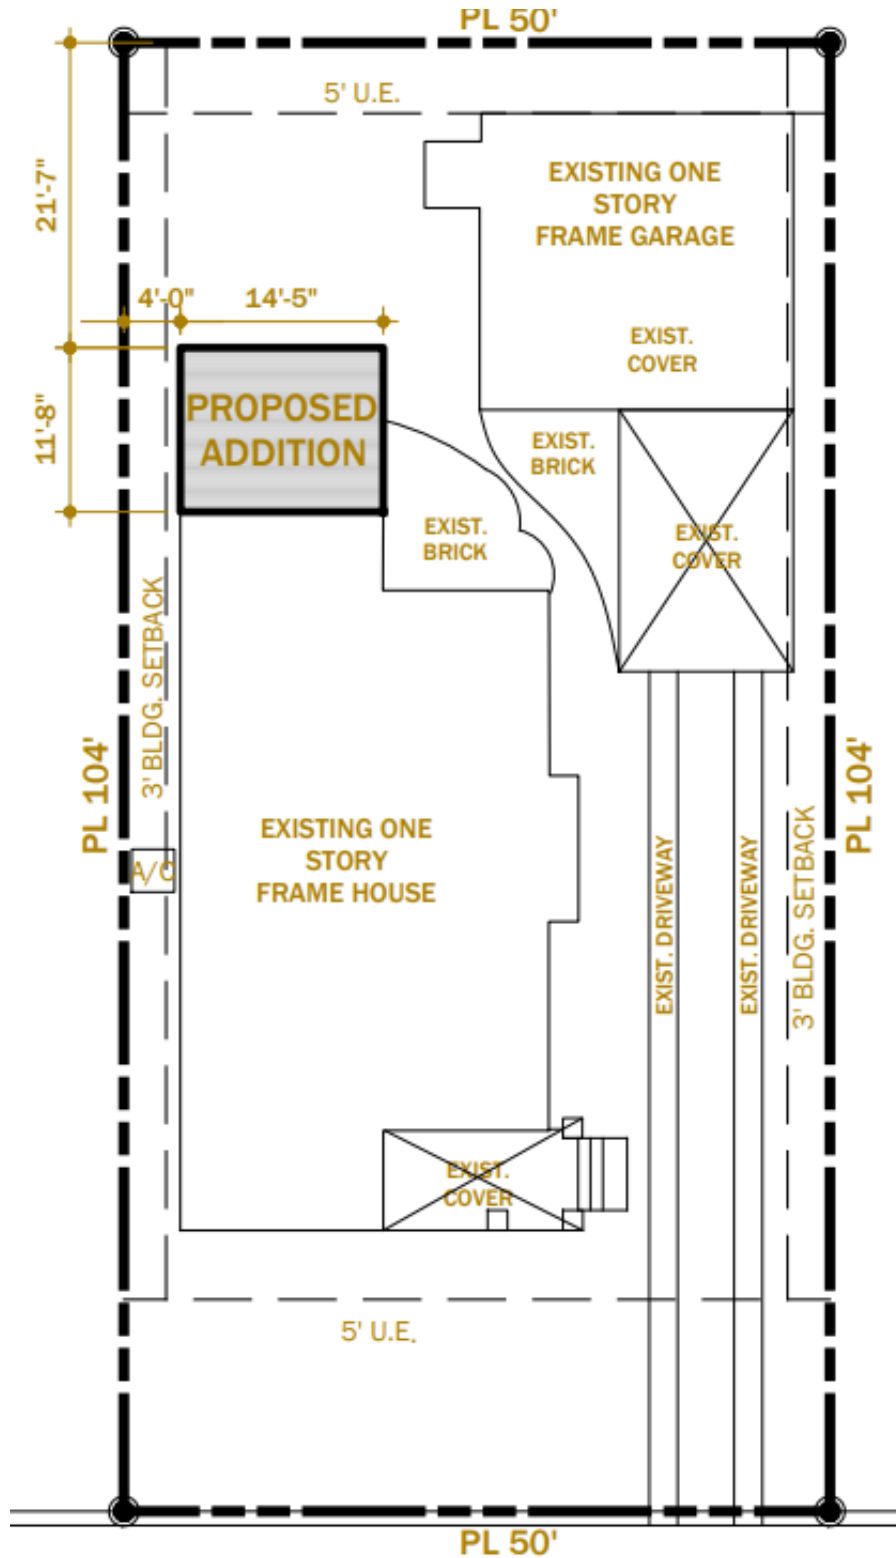 PL 50'
5' U.E.
EXISTING ONE
STORY
FRAME GARAGE
21'-7"
4'-0"
14'-5"
EXIST.
COVER
PROPOSED
ADDITION
11'-8"
EXIST.
BRICK
EXIST.
BRICK
EXIST.
COVER
3' BLDG. SETBACK
PL 104'
PL 104'
EXISTING ONE
STORY
FRAME HOUSE
A/C
EXIST. DRIVEWAY
EXIST. DRIVEWAY
3' BLDG. SETBACK
EXIST.
COVER
5' U.E.
PL 50'